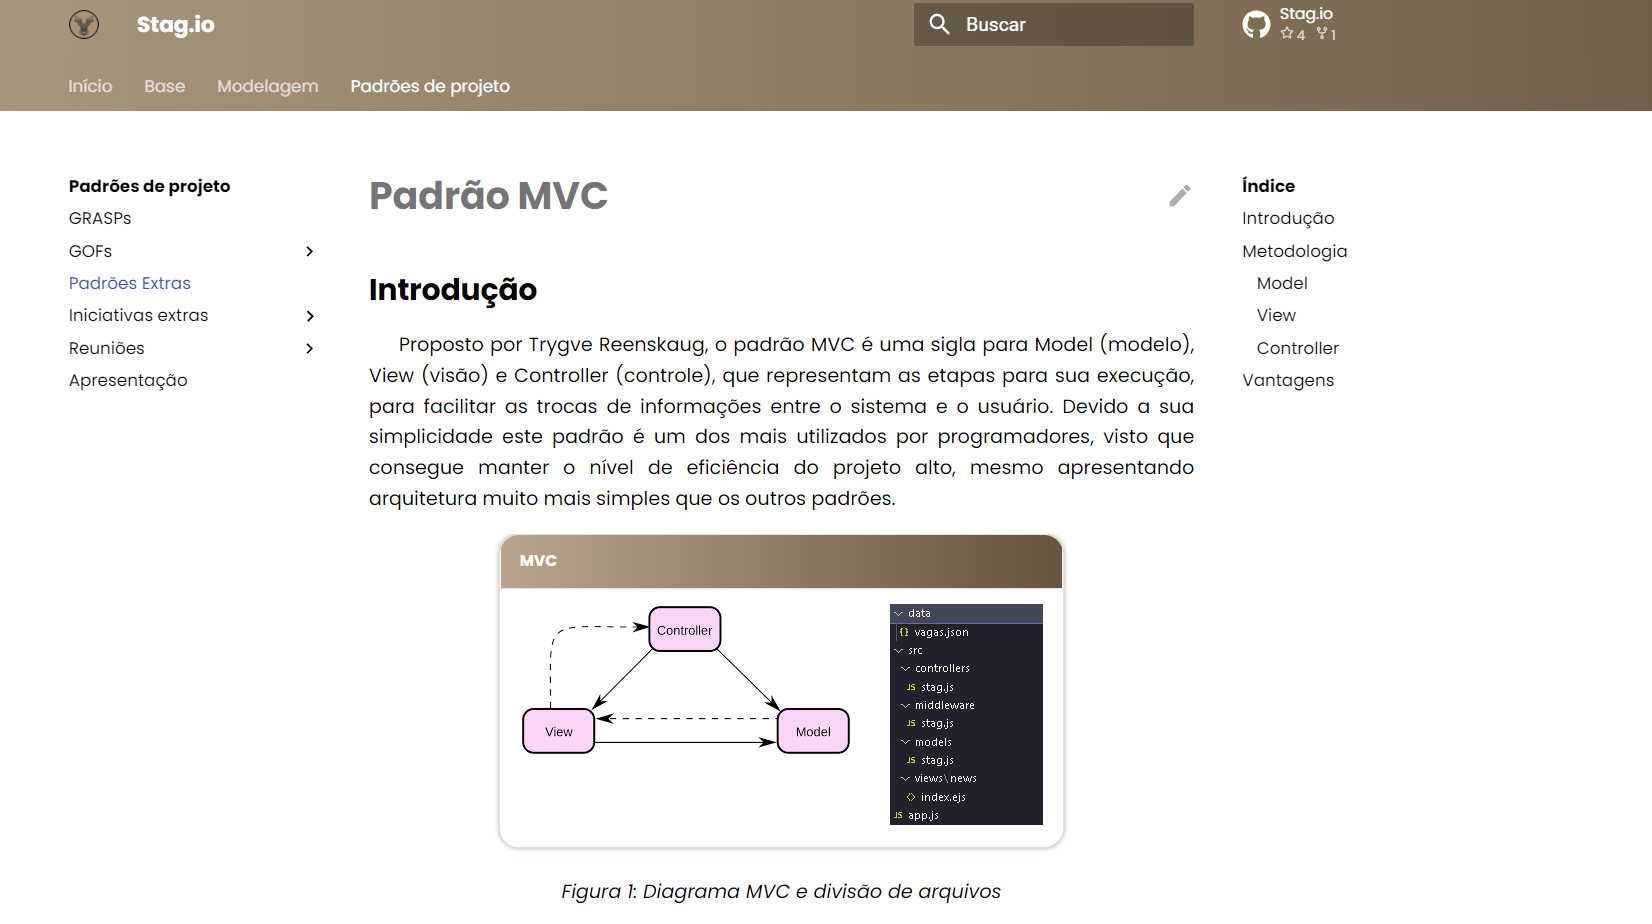 Stag.io
Buscar
Stag.io
4 1
Início Base Modelagem Padrões de projeto
Padrões de projeto
GRASPs
GOFs
Padrões Extras
Iniciativas extras
Reuniões
Apresentação
Padrão MVC
Introdução
Proposto por Trygve Reenskaug, o padrão MVC é uma sigla para Model (modelo),
View (visão) e Controller (controle), que representam as etapas para sua execução,
para facilitar as trocas de informações entre o sistema e o usuário. Devido a sua
simplicidade este padrão é um dos mais utilizados por programadores, visto que
consegue manter o nível de eficiência do projeto alto, mesmo apresentando
arquitetura muito mais simples que os outros padrões.
MVC
Controller
View
Model
data
{} vagas.json
src
controllers
JS stag.js
middleware
JS stag.js
models
JS stag.js
views\news
<> index.ejs
JS app.js
Figura 1: Diagrama MVC e divisão de arquivos
Índice
Introdução
Metodologia
Model
View
Controller
Vantagens